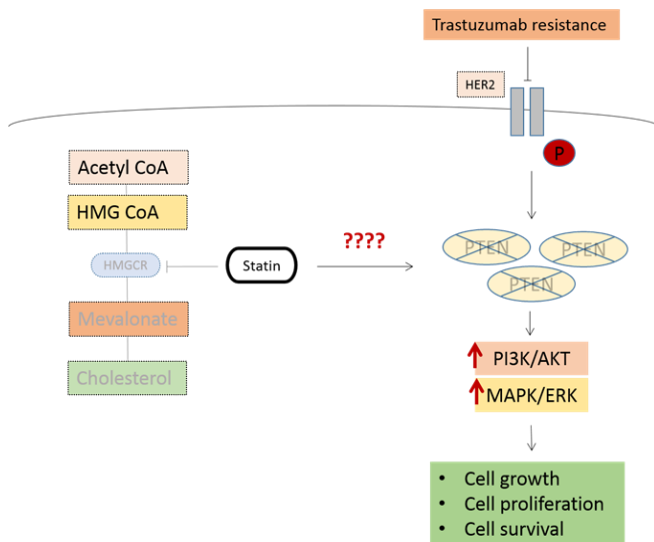 Trastuzumab resistance
HER2
P
Acetyl CoA
HMG CoA
HMGCR
Mevalonate
Cholesterol
Statin
????
PTEN
PTEN
PTEN
PI3K/AKT
MAPK/ERK
• Cell growth
• Cell proliferation
• Cell survival